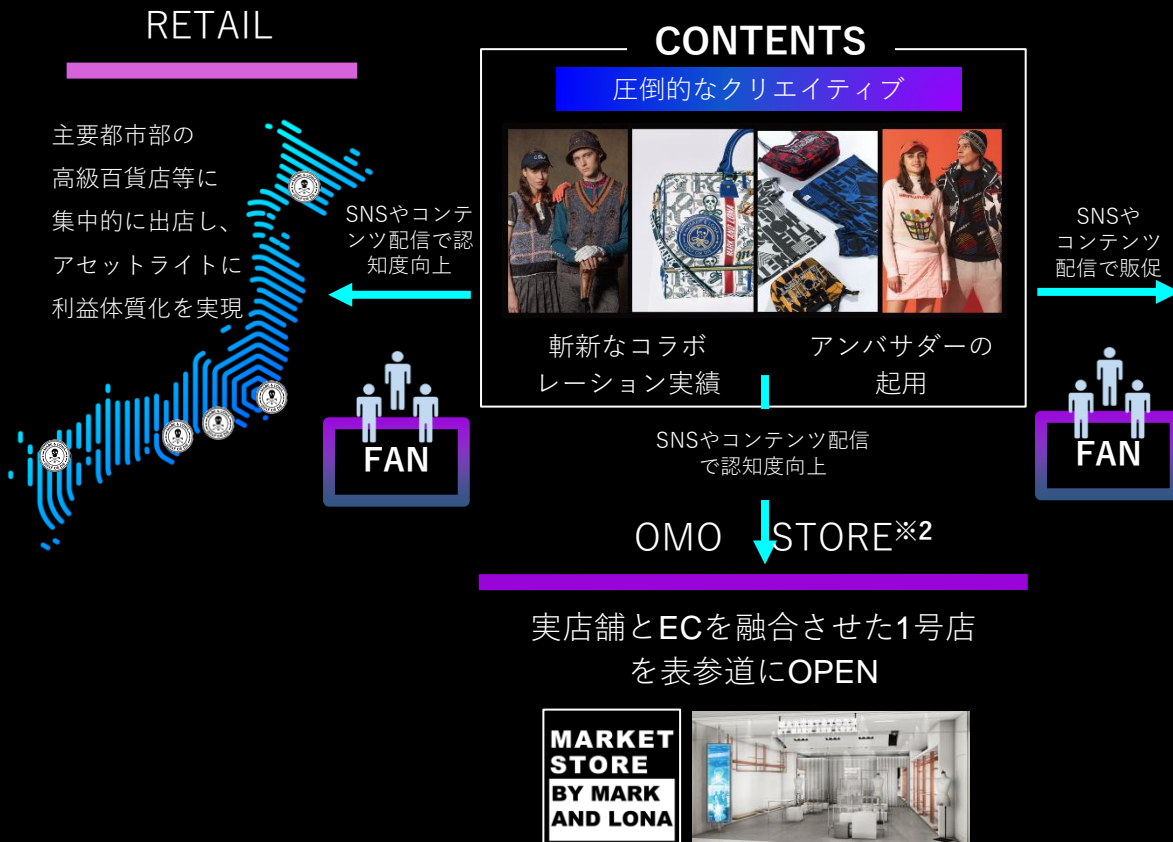 RETAIL
主要都市部の
高級百貨店等に
集中的に出店し、
アセットライトに
利益体質化を実現
SNSやコンテ
ンツ配信で認
知度向上
FAN
CONTENTS
圧倒的なクリエイティブ
MARK AND LONA
斬新なコラボ
レーション実績
アンバサダーの
起用
SNSやコンテンツ配信
で認知度向上
SNSや
コンテンツ
配信で販促
FAN
OMO STORE※2
実店舗とECを融合させた1号店
を表参道にOPEN
MARKET
STORE
BY MARK
AND LONA